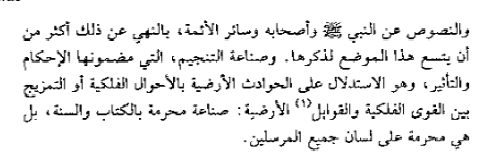 والنصوص عن النبي ﷺ وأصحابه وسائر الأئمة، بالنهي عن ذلك أكثر من
أن يتسع هذا الموضع لذكرها. وصناعة التنجيم، التي مضمونها الإحكام
والتأثير، وهو الاستدلال على الحوادث الأرضية بالأحوال الفلكية أو التمزيج
بين القوى الفلكية والقوابل(١) الأرضية: صناعة محرمة بالكتاب والسنة، بل
هي محرمة على لسان جميع المرسلين.